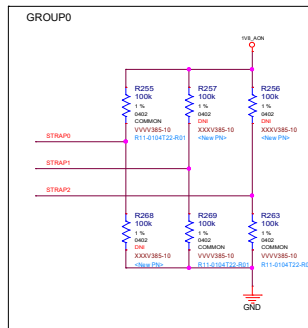 GROUP0
1V8_AON
R255
100k
1 %
0402
COMMON
VVVV385-10
R11-0104T22-R01
R257
100k
1 %
0402
DNI
XXXV385-10
<New PN>
R256
100k
1 %
0402
DNI
XXXV385-10
<New PN>
STRAP0
STRAP1
STRAP2
R268
100k
1 %
0402
DNI
XXXV385-10
<New PN>
R269
100k
1 %
0402
COMMON
VVVV385-10
R11-0104T22-R01
R263
100k
1 %
0402
COMMON
VVVV385-10
R11-0104T22-R0
GND